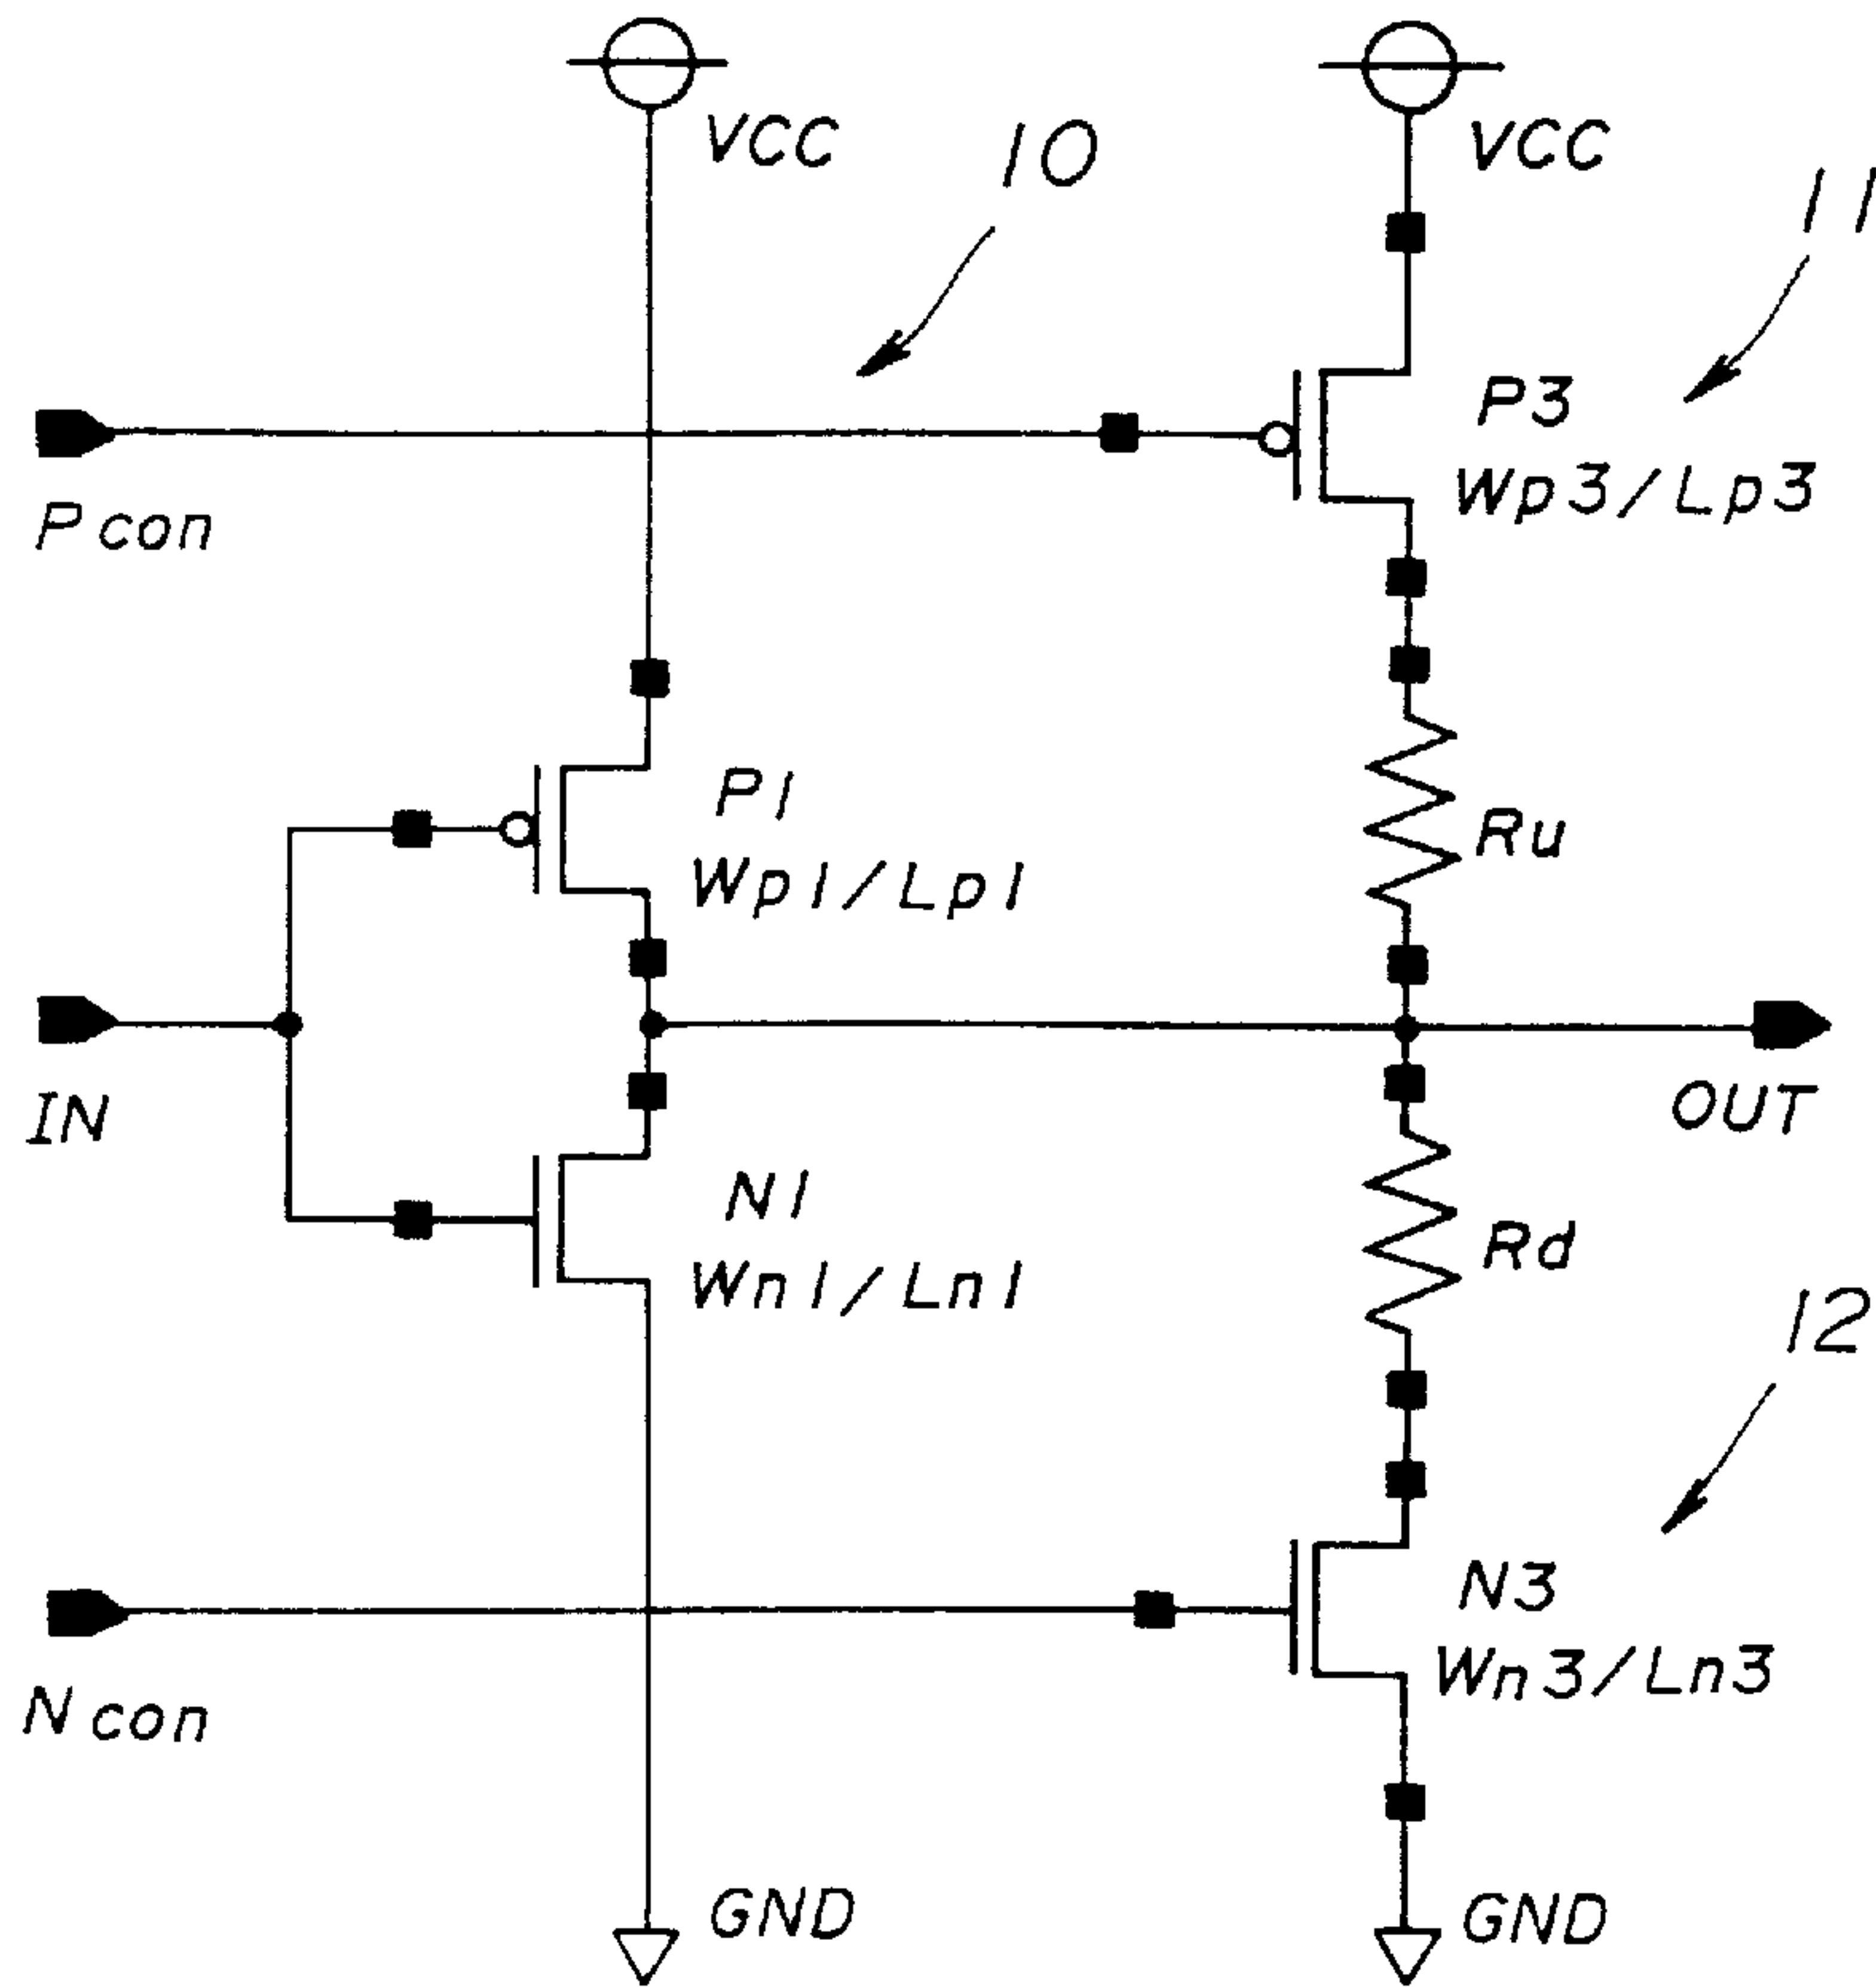 VCC
VCC
10
11
P3
Wp3/Lp3
Pcon
P1
Wp1/Lp1
Ru
IN
OUT
N1
Wn1/Ln1
Rd
12
N3
Wn3/Ln3
Ncon
GND
GND